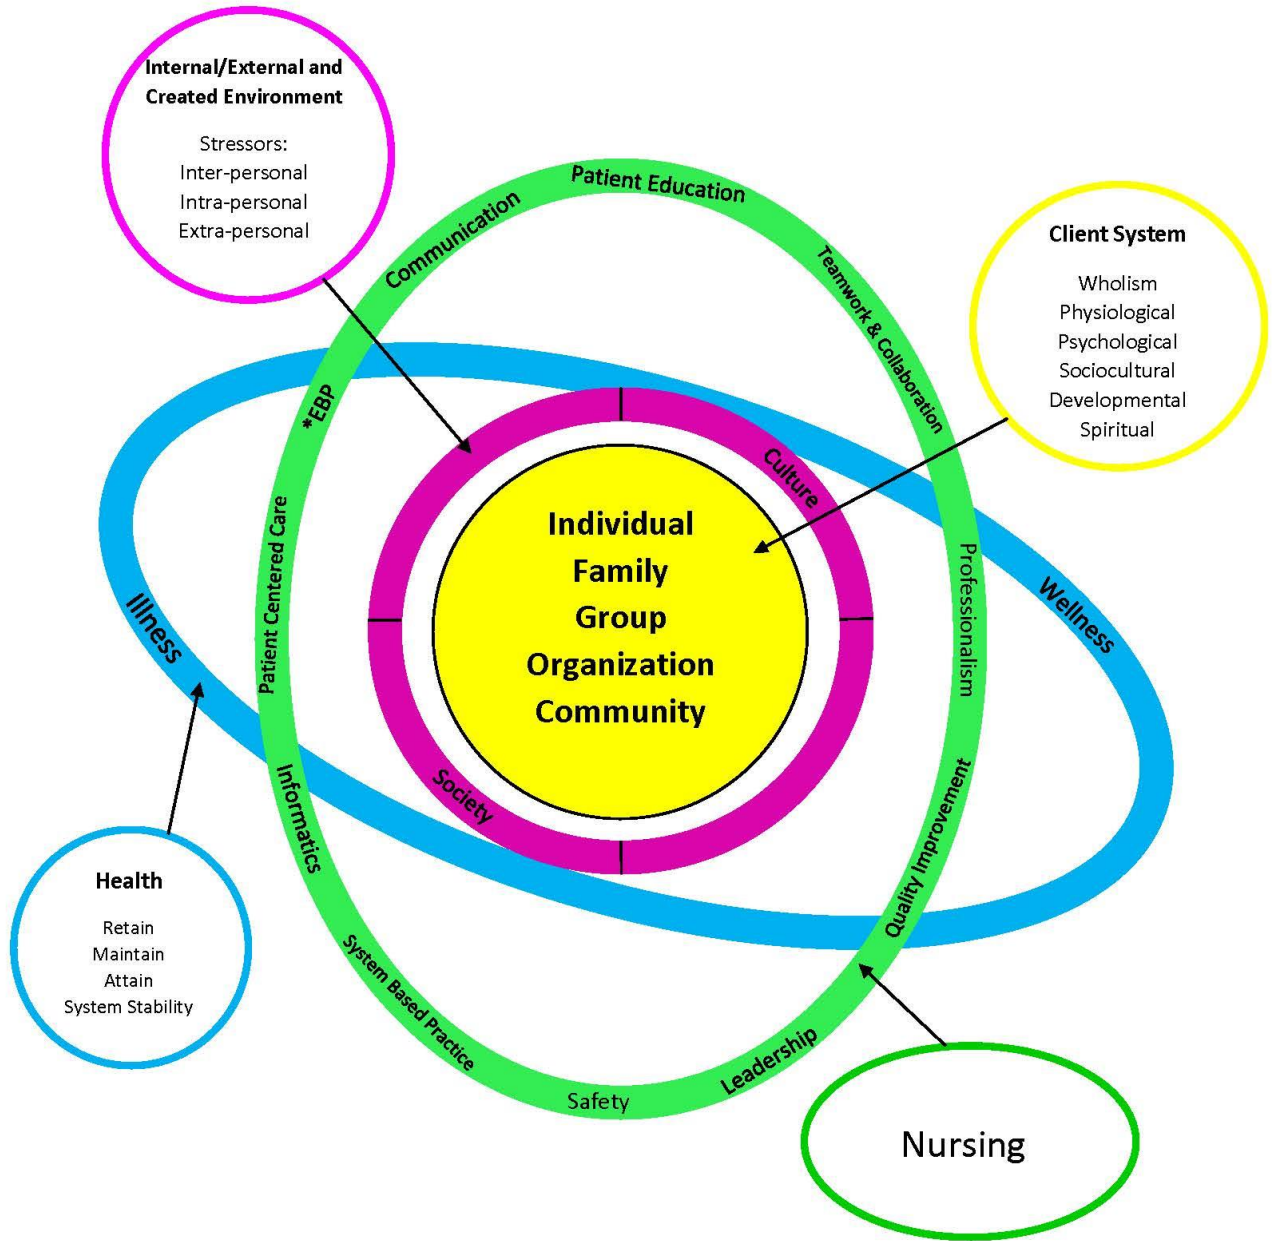 Internal/External and
Created Environment
Stressors:
Inter-personal
Intra-personal
Extra-personal
Patient Education
Communication
Teamwork & Collaboration
Client System
Wholism
Physiological
Psychological
Sociocultural
Developmental
Spiritual
*EBP
Culture
Individual
Family
Group
Organization
Community
Patient Centered Care
Professionalism
Illness
Wellness
Society
Informatics
Quality Improvement
Health
Retain
Maintain
Attain
System Stability
System Based Practice
Leadership
Safety
Nursing